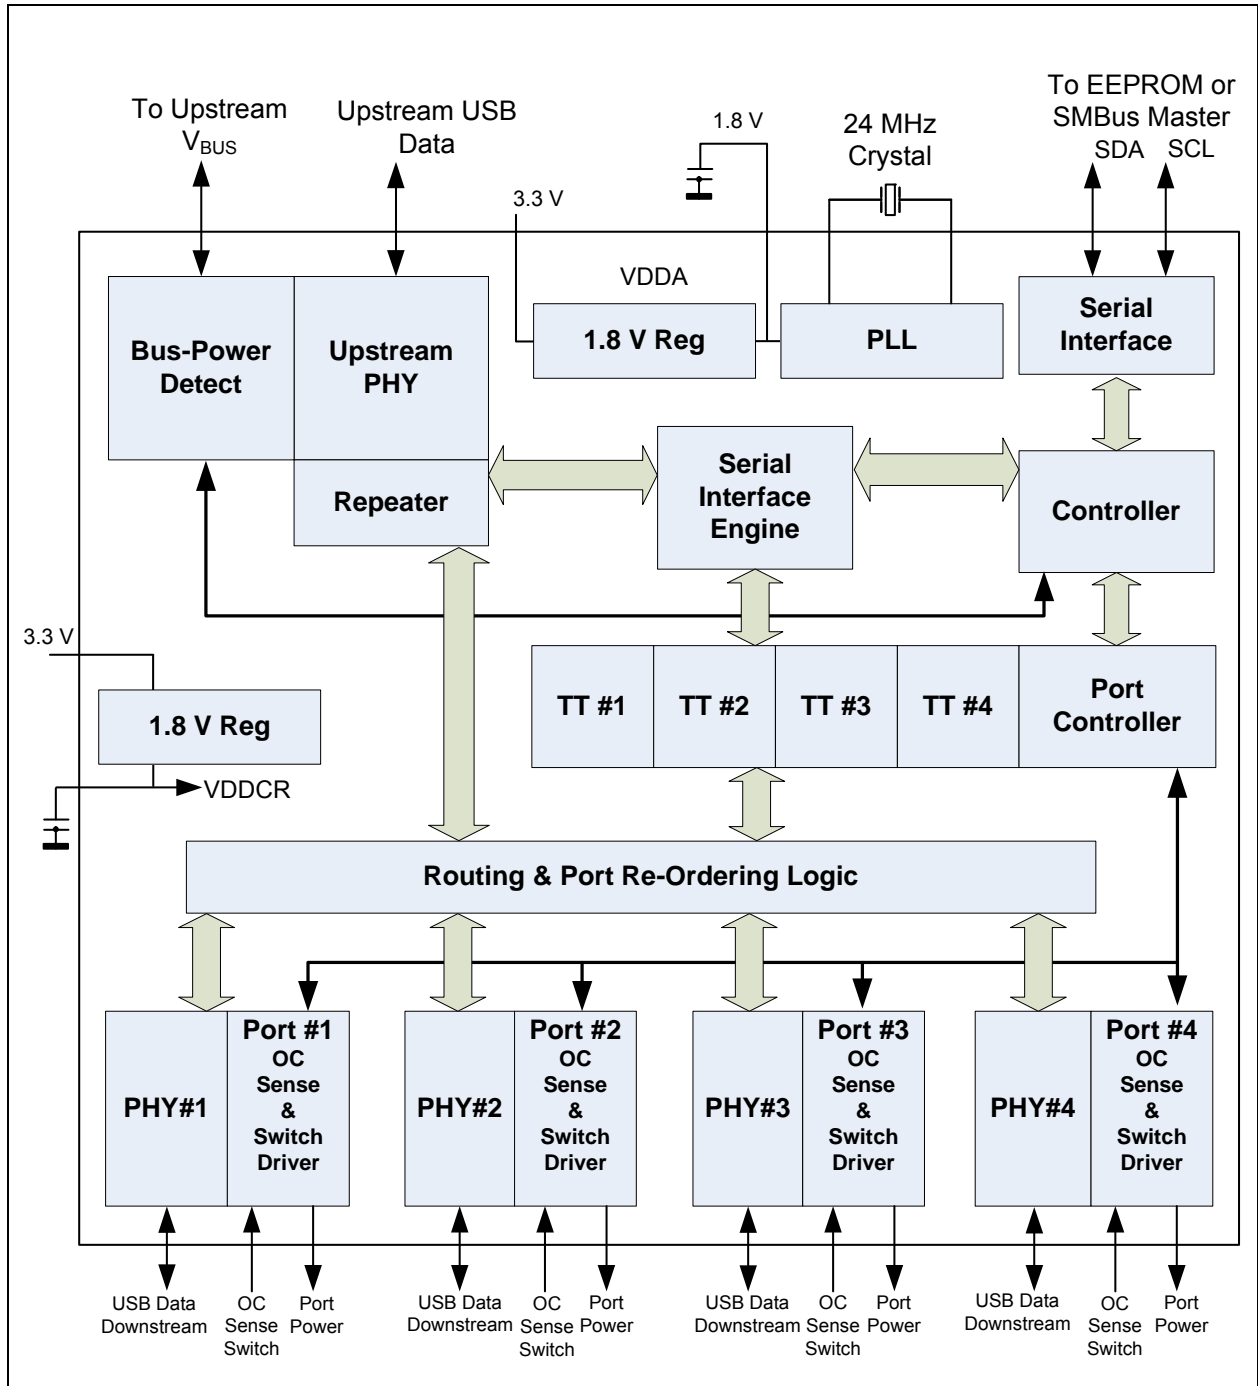 To Upstream
VBUS
Upstream USB
Data
1.8 V
24 MHz
Crystal
To EEPROM or
SMBus Master
SDA SCL
3.3 V
VDDA
Bus-Power
Detect
Upstream
PHY
1.8 V Reg
PLL
Serial
Interface
Repeater
Serial
Interface
Engine
Controller
3.3 V
1.8 V Reg
VDDCR
TT #1
TT #2
TT #3
TT #4
Port
Controller
Routing & Port Re-Ordering Logic
PHY#1
Port #1
OC
Sense
&
Switch
Driver
PHY#2
Port #2
OC
Sense
&
Switch
Driver
PHY#3
Port #3
OC
Sense
&
Switch
Driver
PHY#4
Port #4
OC
Sense
&
Switch
Driver
USB Data
Downstream
OC
Sense
Switch
Port
Power
USB Data
Downstream
OC
Sense
Switch
Port
Power
USB Data
Downstream
OC
Sense
Switch
Port
Power
USB Data
Downstream
OC
Sense
Switch
Port
Power